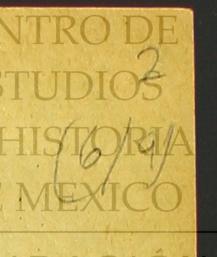 NTRO DE
2
STUDIOS
HISTORIA
(6/4)
E MEXICO